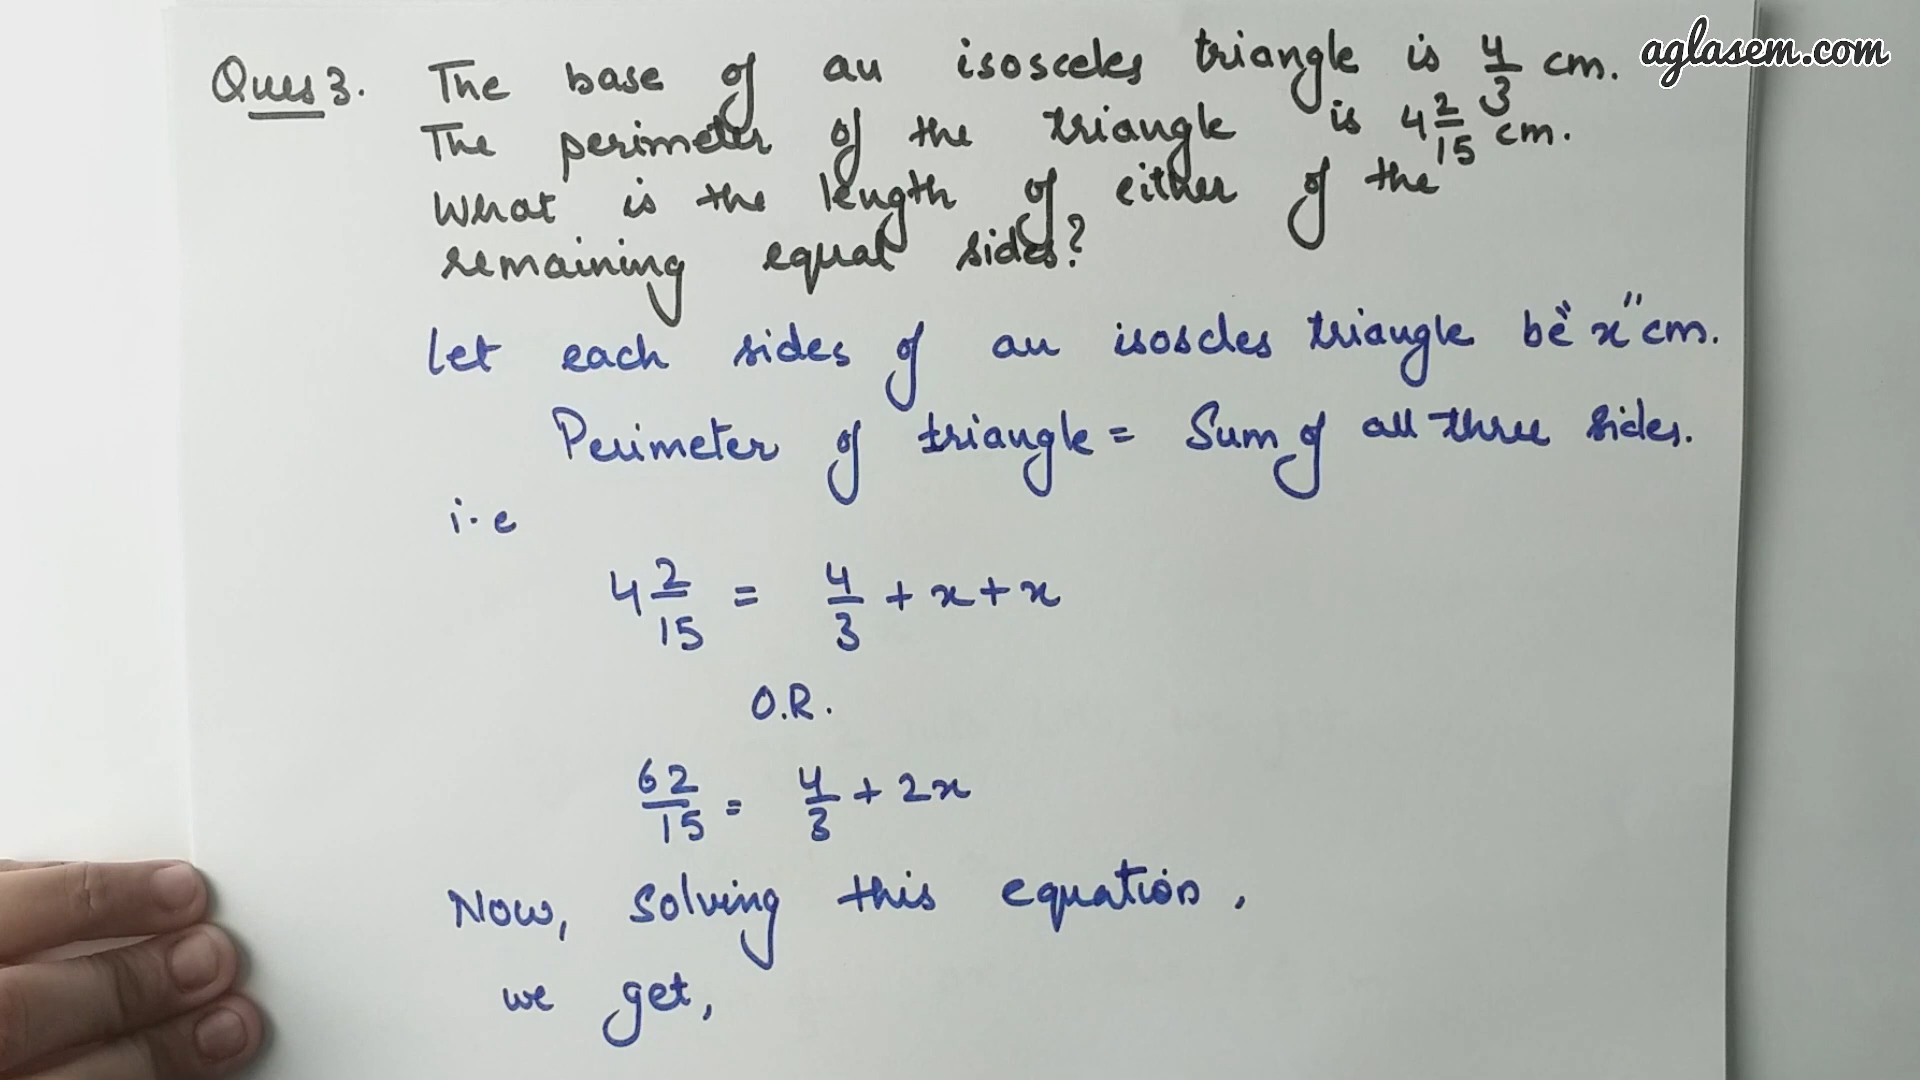 aglasem.com
Ques 3. The base of an isosceles triangle is 4/3 cm.
The perimeter of the triangle is 4 2/15 cm.
What is the length of either of the
remaining equal sides?
Let each sides of an isoscles triangle be "x" cm.
Perimeter of triangle = Sum of all three sides.
i.e
4 2/15 = 4/3 + x + x
O.R.
62/15 = 4/3 + 2x
Now, solving this equation,
we get,